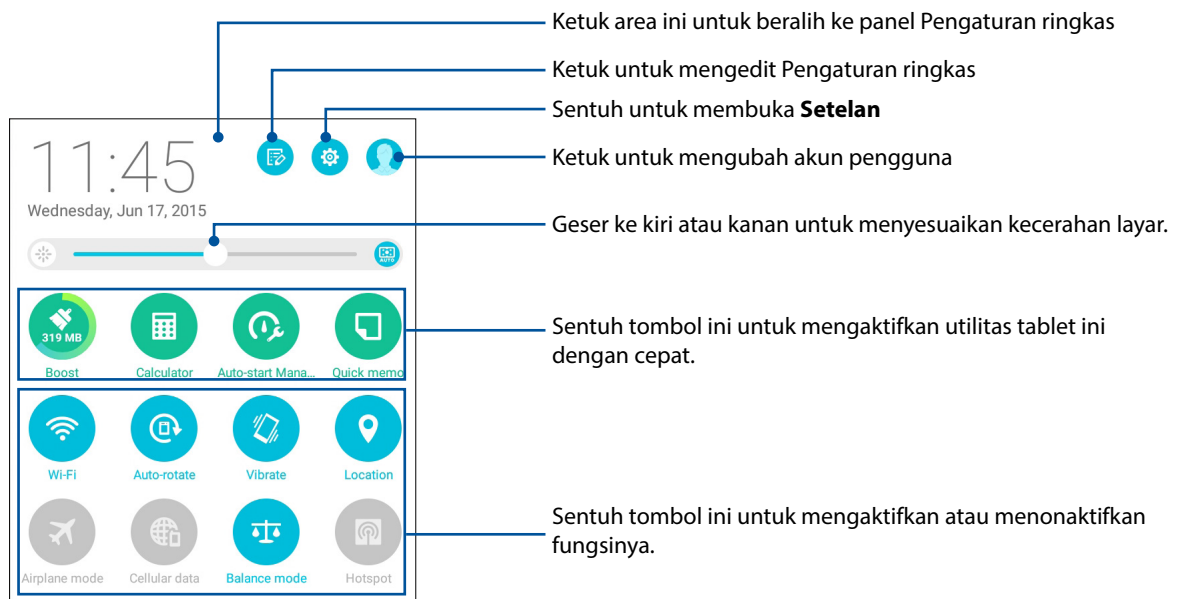 Ketuk area ini untuk beralih ke panel Pengaturan ringkas
Ketuk untuk mengedit Pengaturan ringkas
Sentuh untuk membuka Setelan
Ketuk untuk mengubah akun pengguna
Geser ke kiri atau kanan untuk menyesuaikan kecerahan layar.
Sentuh tombol ini untuk mengaktifkan utilitas tablet ini
dengan cepat.
Sentuh tombol ini untuk mengaktifkan atau menonaktifkan
fungsinya.
11:45
Wednesday, Jun 17, 2015
AUTO
319 MB
Boost Calculator Auto-start Mana... Quick memo
Wi-Fi Auto-rotate Vibrate Location
Airplane mode Cellular data Balance mode Hotspot